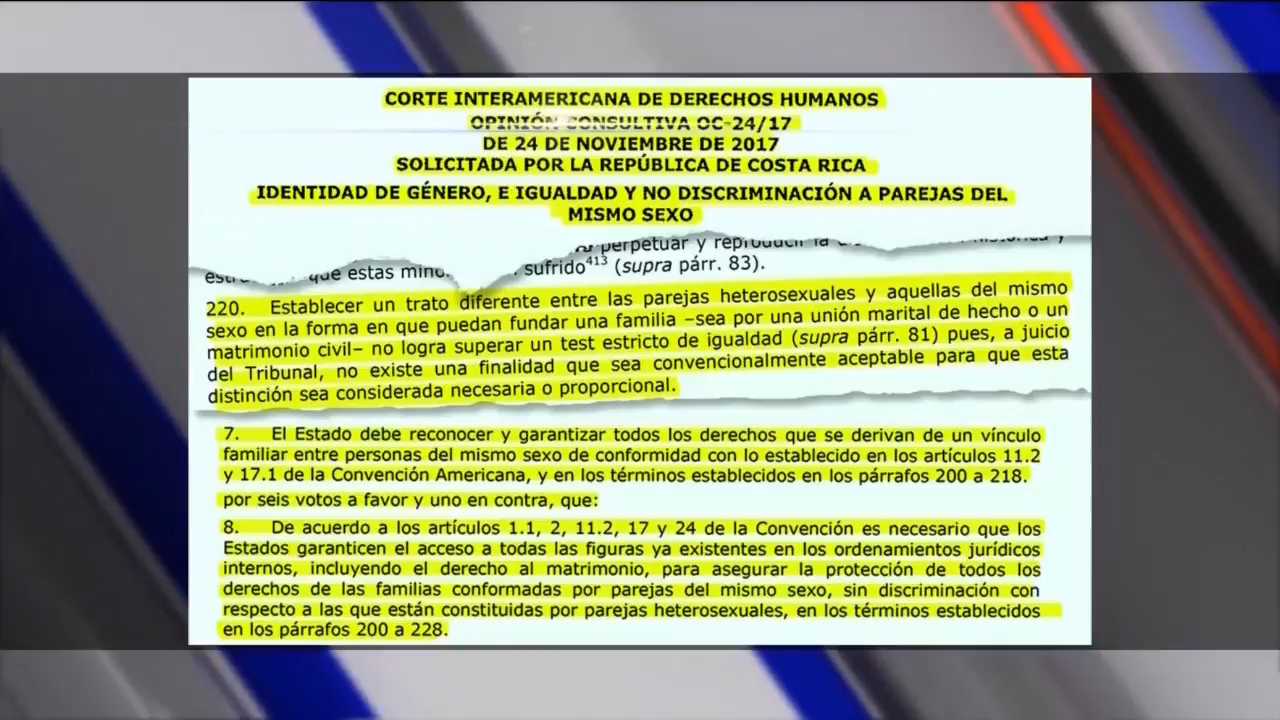 CORTE INTERAMERICANA DE DERECHOS HUMANOS
OPINIÓN CONSULTIVA OC-24/17
DE 24 DE NOVIEMBRE DE 2017
SOLICITADA POR LA REPÚBLICA DE COSTA RICA
IDENTIDAD DE GÉNERO, E IGUALDAD Y NO DISCRIMINACIÓN A PAREJAS DEL
MISMO SEXO
perpetuar y reproducir la
que estas sufrido413 (supra párr. 83).
220. Establecer un trato diferente entre las parejas heterosexuales y aquellas del mismo
sexo en la forma en que puedan fundar una familia –sea por una unión marital de hecho o un
matrimonio civil– no logra superar un test estricto de igualdad (supra párr. 81) pues, a juicio
del Tribunal, no existe una finalidad que sea convencionalmente aceptable para que esta
distinción sea considerada necesaria o proporcional.
7. El Estado debe reconocer y garantizar todos los derechos que se derivan de un vínculo
familiar entre personas del mismo sexo de conformidad con lo establecido en los artículos 11.2
y 17.1 de la Convención Americana, y en los términos establecidos en los párrafos 200 a 218.
por seis votos a favor y uno en contra, que:
8. De acuerdo a los artículos 1.1, 2, 11.2, 17 y 24 de la Convención es necesario que los
Estados garanticen el acceso a todas las figuras ya existentes en los ordenamientos jurídicos
internos, incluyendo el derecho al matrimonio, para asegurar la protección de todos los
derechos de las familias conformadas por parejas del mismo sexo, sin discriminación con
respecto a las que están constituidas por parejas heterosexuales, en los términos establecidos
en los párrafos 200 a 228.